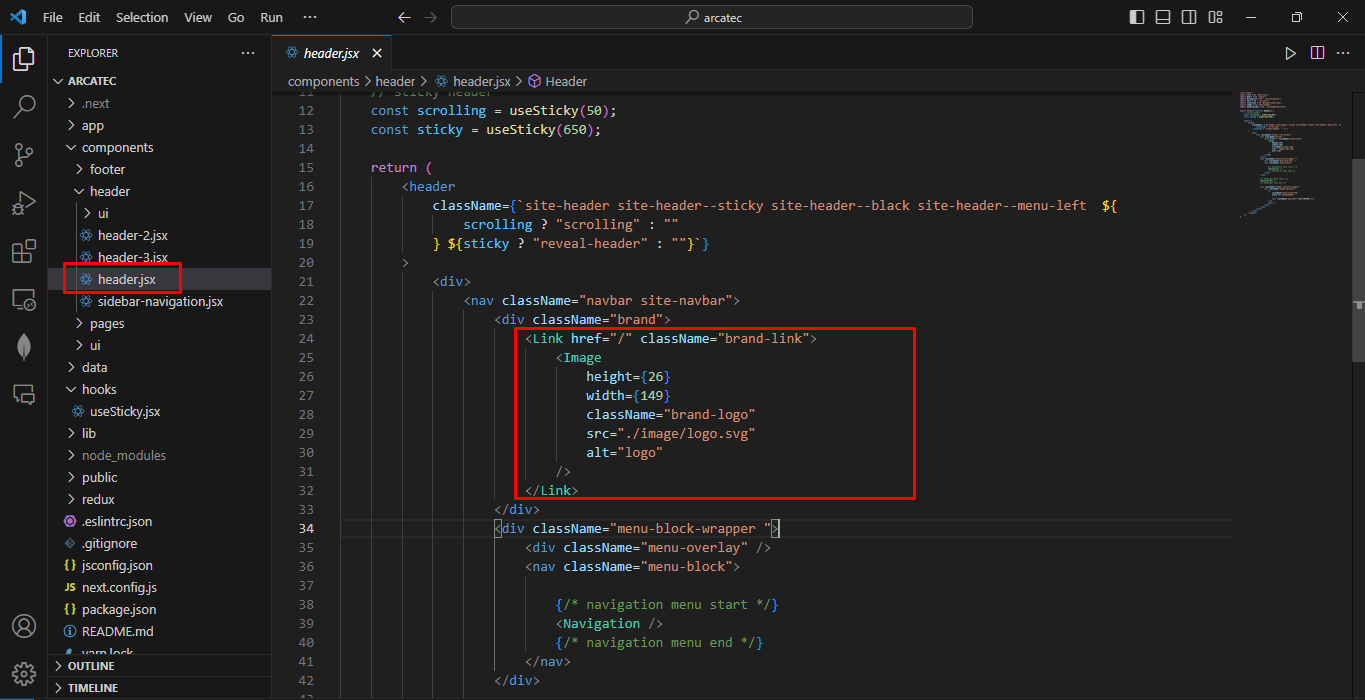 File Edit Selection View Go Run ···
arcatec
EXPLORER ···
ARCATEC
.next
app
components
footer
header
ui
header-2.jsx
header-3.jsx
header.jsx
sidebar-navigation.jsx
pages
ui
data
hooks
useSticky.jsx
lib
node_modules
public
redux
.eslintrc.json
.gitignore
{} jsconfig.json
JS next.config.js
{} package.json
README.md
yarn.lock
OUTLINE
TIMELINE
header.jsx
components > header > header.jsx > Header
11 // sticky header
12 const scrolling = useSticky(50);
13 const sticky = useSticky(650);
14
15 return (
16 <header
17 className={`site-header site-header--sticky site-header--black site-header--menu-left ${
18 scrolling ? "scrolling" : ""
19 } ${sticky ? "reveal-header" : ""}`}
20 >
21 <div>
22 <nav className="navbar site-navbar">
23 <div className="brand">
24 <Link href="/" className="brand-link">
25 <Image
26 height={26}
27 width={149}
28 className="brand-logo"
29 src="./image/logo.svg"
30 alt="logo"
31 />
32 </Link>
33 </div>
34 <div className="menu-block-wrapper ">
35 <div className="menu-overlay" />
36 <nav className="menu-block">
37
38 {/* navigation menu start */}
39 <Navigation />
40 {/* navigation menu end */}
41 </nav>
42 </div>